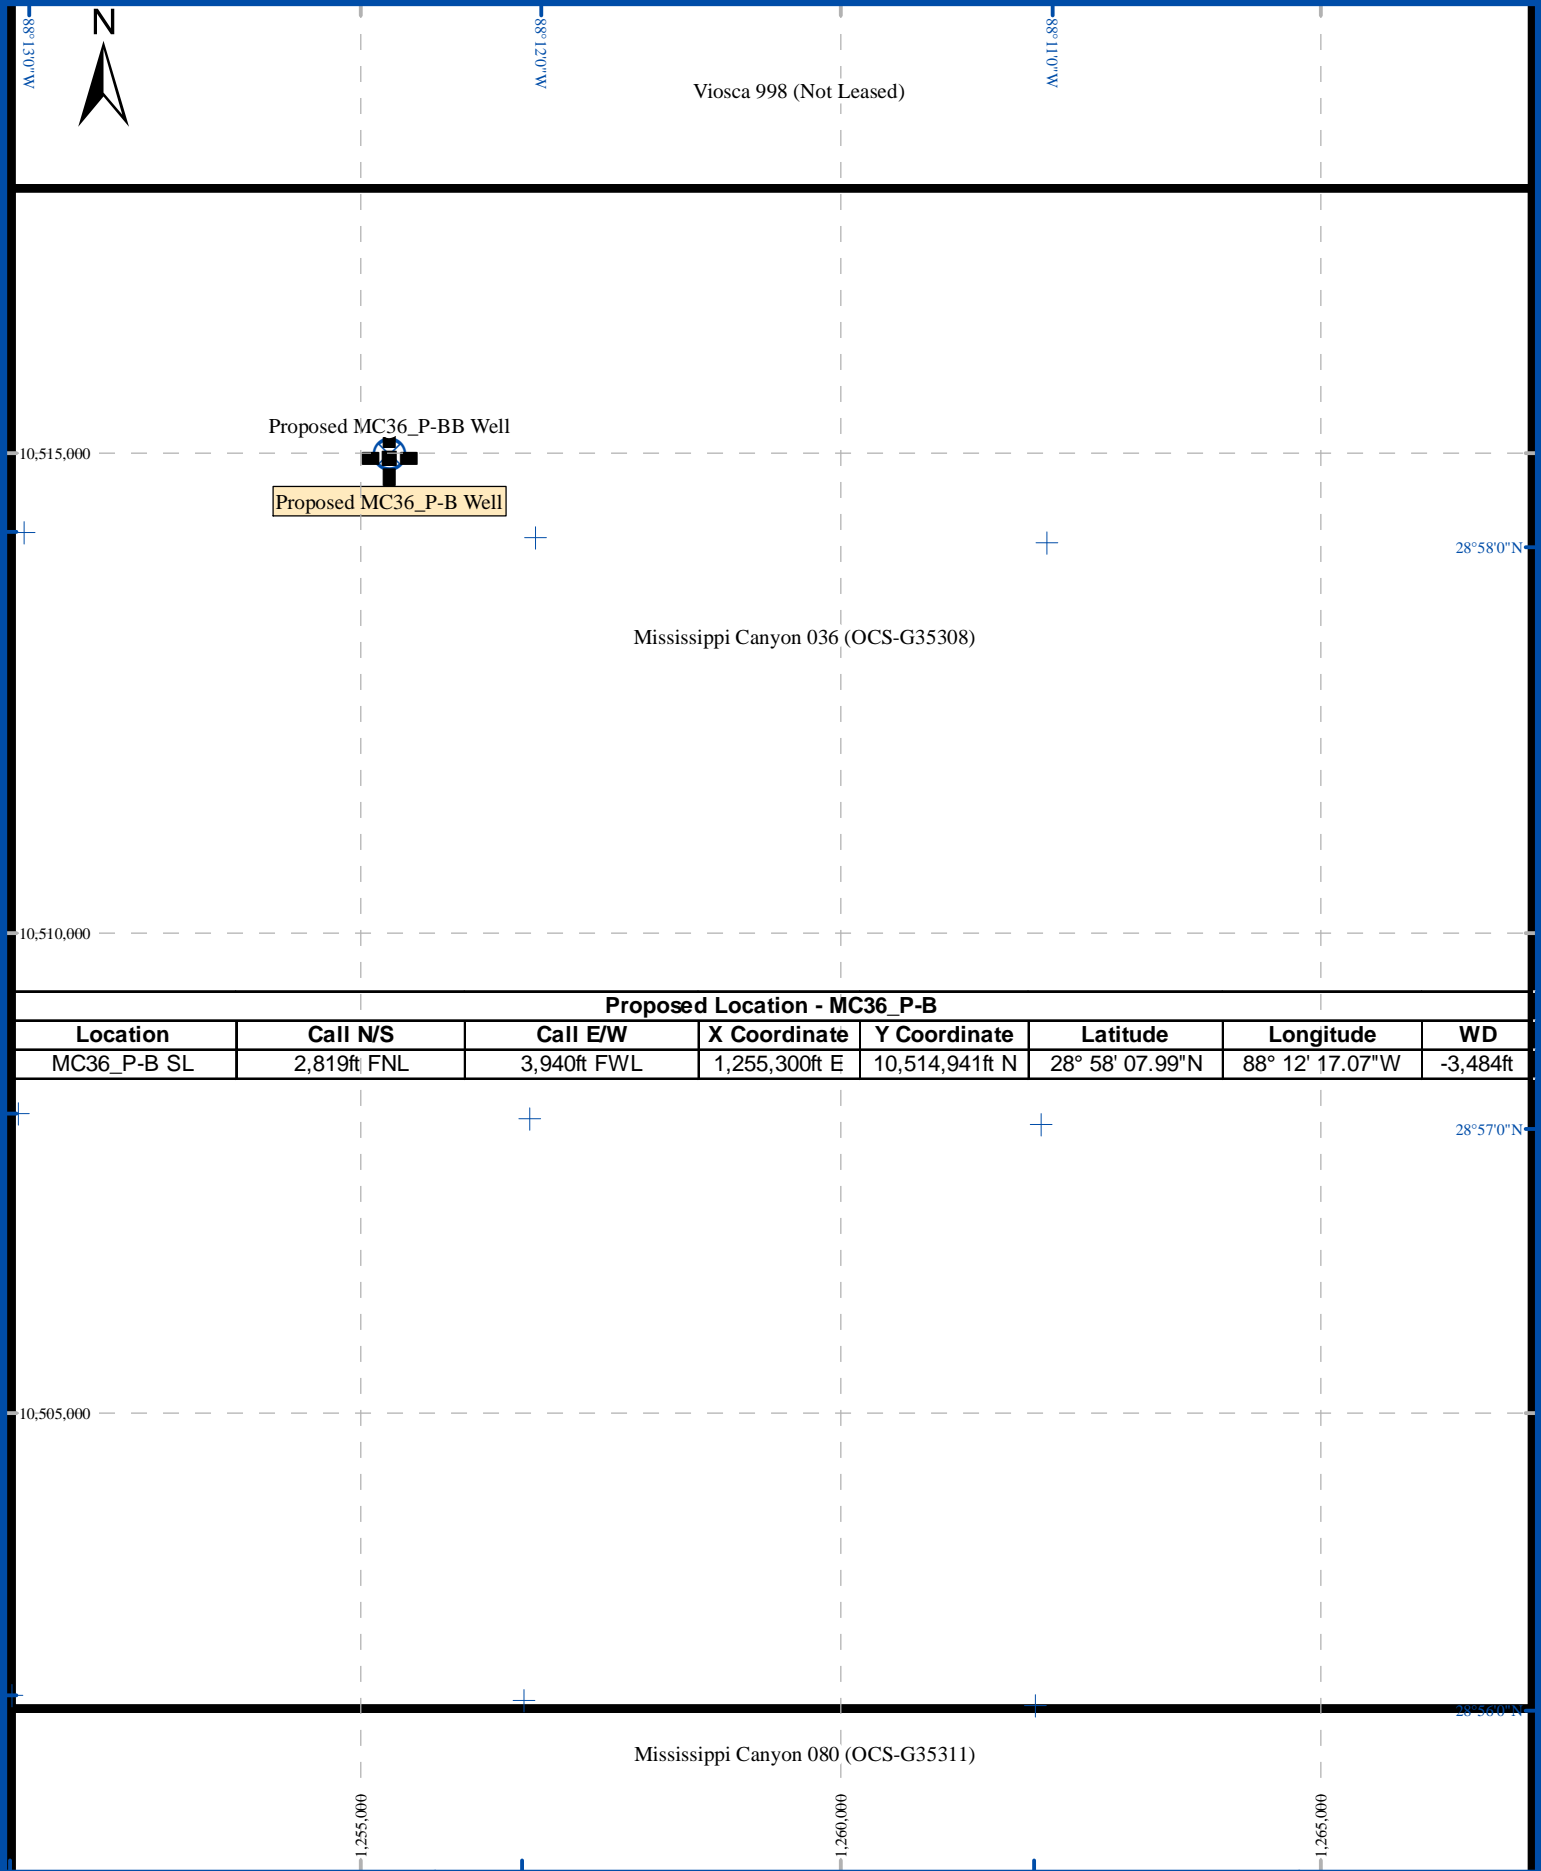 88°13'0"W
88°12'0"W
88°11'0"W
N
Viosca 998 (Not Leased)
Proposed MC36_P-BB Well
10,515,000
Proposed MC36_P-B Well
28°58'0"N
Mississippi Canyon 036 (OCS-G35308)
10,510,000
Proposed Location - MC36_P-B
Location Call N/S Call E/W X Coordinate Y Coordinate Latitude Longitude WD
MC36_P-B SL 2,819ft FNL 3,940ft FWL 1,255,300ft E 10,514,941ft N 28° 58' 07.99"N 88° 12' 17.07"W -3,484ft
28°57'0"N
10,505,000
28°56'0"N
Mississippi Canyon 080 (OCS-G35311)
1,255,000
1,260,000
1,265,000